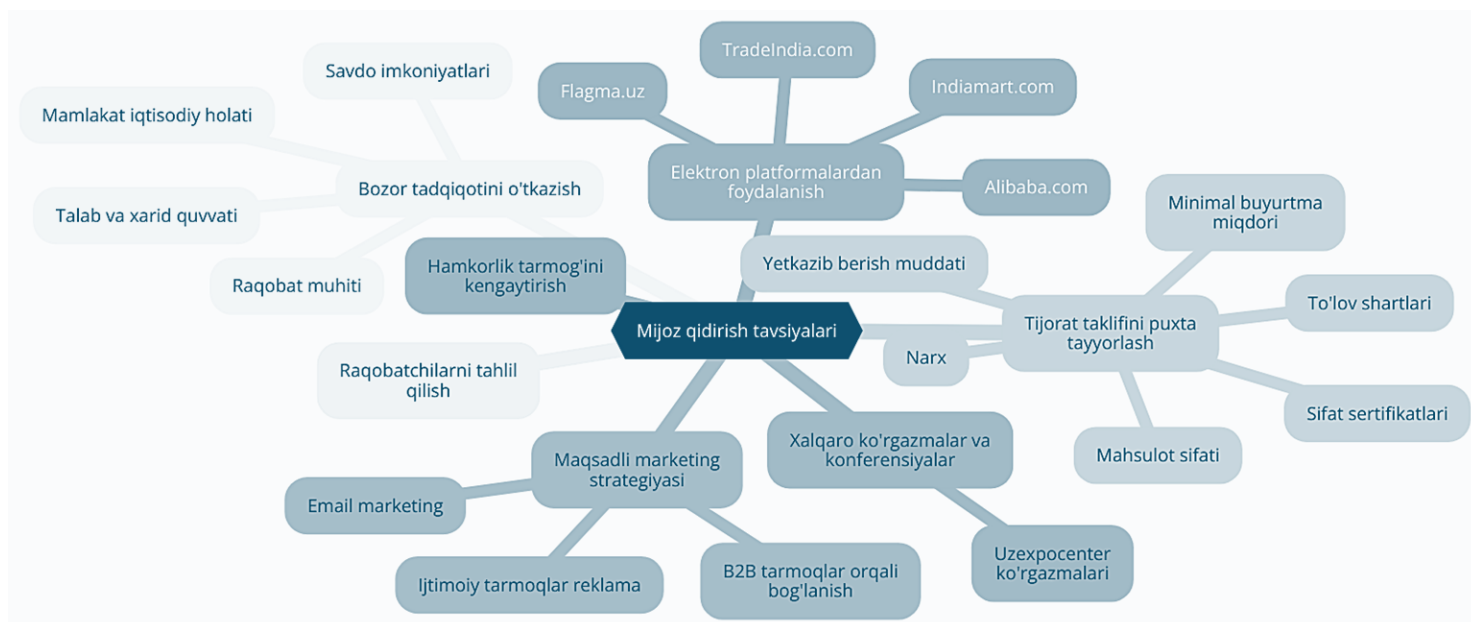 TradeIndia.com
Savdo imkoniyatlari
Flagma.uz
Indiamart.com
Mamlakat iqtisodiy holati
Elektron platformalardan
foydalanish
Bozor tadqiqotini o'tkazish
Alibaba.com
Talab va xarid quvvati
Minimal buyurtma
miqdori
Hamkorlik tarmog'ini
kengaytirish
Yetkazib berish muddati
Raqobat muhiti
To'lov shartlari
Mijoz qidirish tavsiyalari
Tijorat taklifini puxta
tayyorlash
Narx
Raqobatchilarni tahlil
qilish
Sifat sertifikatlari
Xalqaro ko'rgazmalar va
konferensiyalar
Mahsulot sifati
Maqsadli marketing
strategiyasi
Email marketing
Uzexpocenter
ko'rgazmalari
Ijtimoiy tarmoqlar reklama
B2B tarmoqlar orqali
bog'lanish